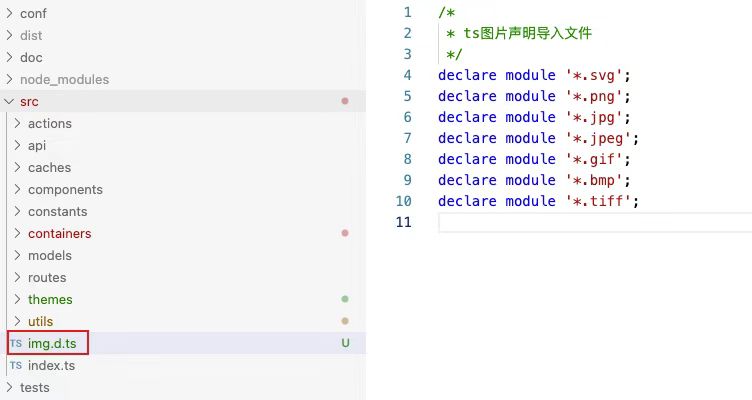 conf
dist
doc
node_modules
src
actions
api
caches
components
constants
containers
models
routes
themes
utils
TS img.d.ts U
TS index.ts
tests
1 /*
2 * ts图片声明导入文件
3 */
4 declare module '*.svg';
5 declare module '*.png';
6 declare module '*.jpg';
7 declare module '*.jpeg';
8 declare module '*.gif';
9 declare module '*.bmp';
10 declare module '*.tiff';
11